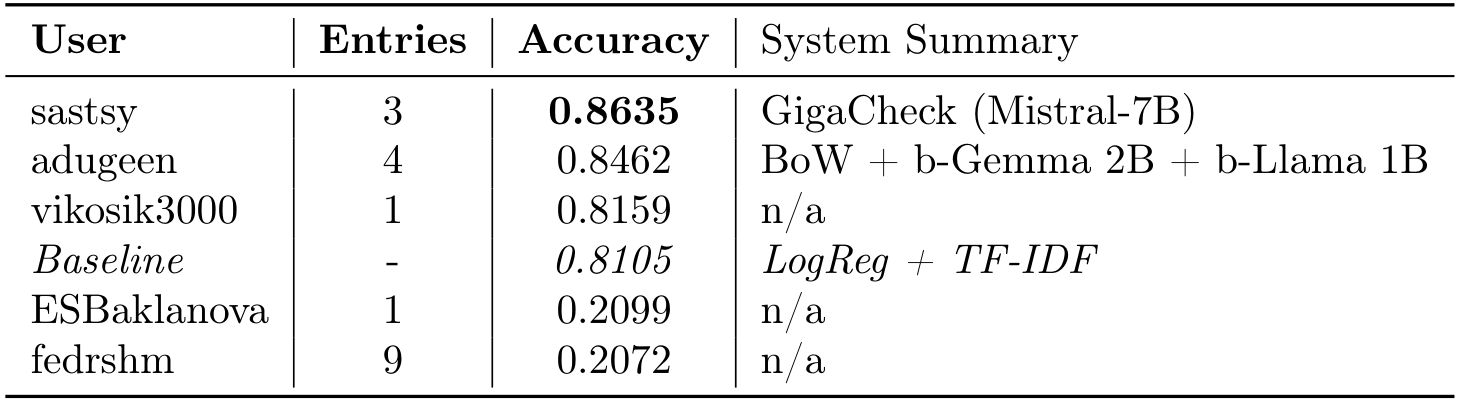 User Entries Accuracy System Summary
sastsy 3 0.8635 GigaCheck (Mistral-7B)
adugeen 4 0.8462 BoW + b-Gemma 2B + b-Llama 1B
vikosik3000 1 0.8159 n/a
Baseline - 0.8105 LogReg + TF-IDF
ESBaklanova 1 0.2099 n/a
fedrshm 9 0.2072 n/a